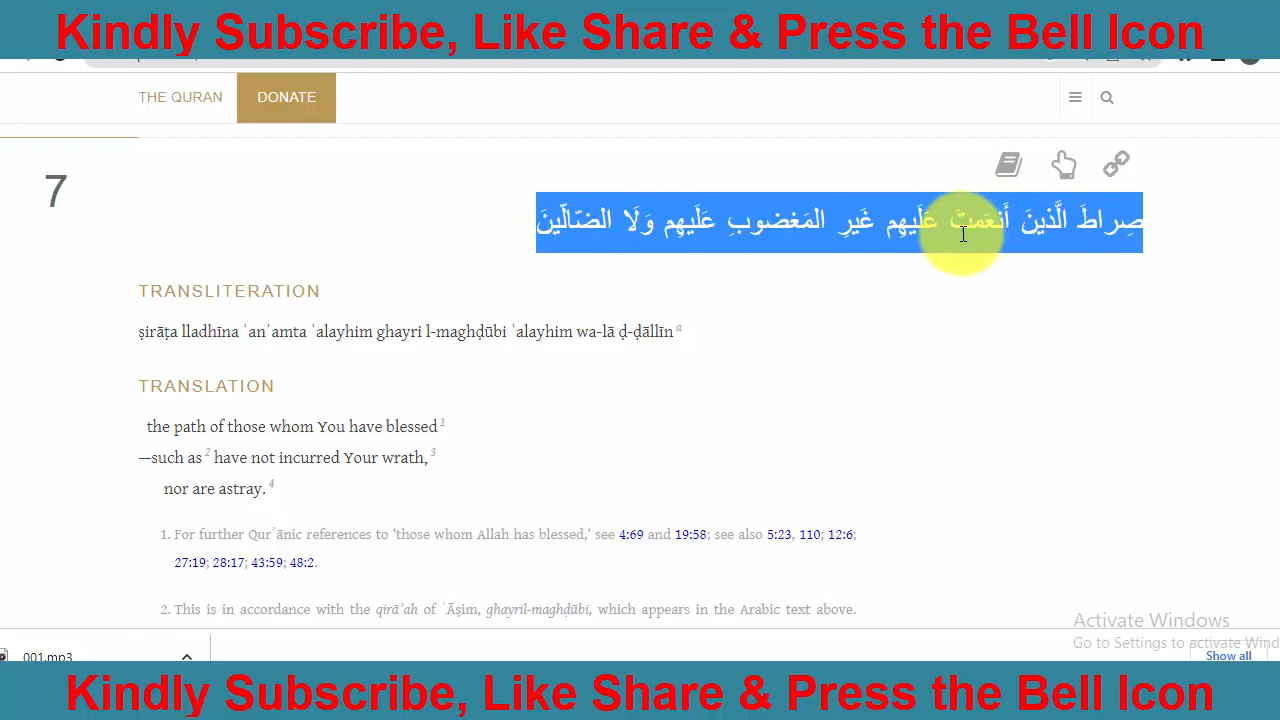 Kindly Subscribe, Like Share & Press the Bell Icon
THE QURAN DONATE
7
صِراطَ الَّذينَ أَنعَمتَ عَلَيهِم غَيرِ المَغضوبِ عَلَيهِم وَلَا الضّالّينَ
TRANSLITERATION
ṣirāṭa lladhīna ʾanʿamta ʿalayhim ghayri l-maghḍūbi ʿalayhim wa-lā ḍ-ḍāllīn a
TRANSLATION
the path of those whom You have blessed 1
—such as 2 have not incurred Your wrath, 3
nor are astray. 4
1. For further Qurʾānic references to ‘those whom Allah has blessed,’ see 4:69 and 19:58; see also 5:23, 110; 12:6;
27:19; 28:17; 43:59; 48:2.
2. This is in accordance with the qirāʾah of ʿĀṣim, ghayril-maghḍūbi, which appears in the Arabic text above.
Activate Windows
Go to Settings to activate Wind
001.mp3
Show all
Kindly Subscribe, Like Share & Press the Bell Icon